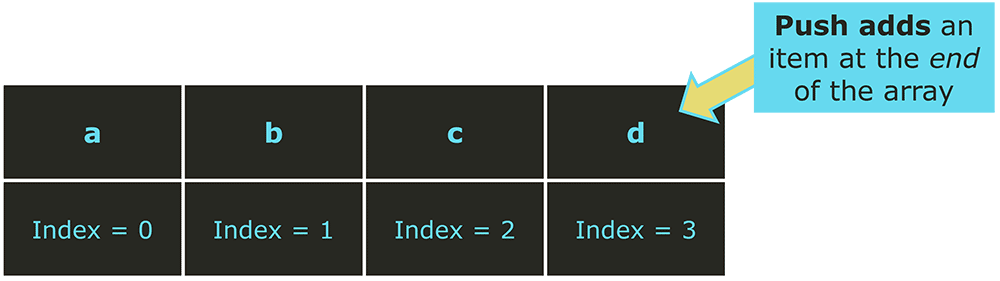 Push adds an
item at the end
of the array
a b c d
Index = 0 Index = 1 Index = 2 Index = 3